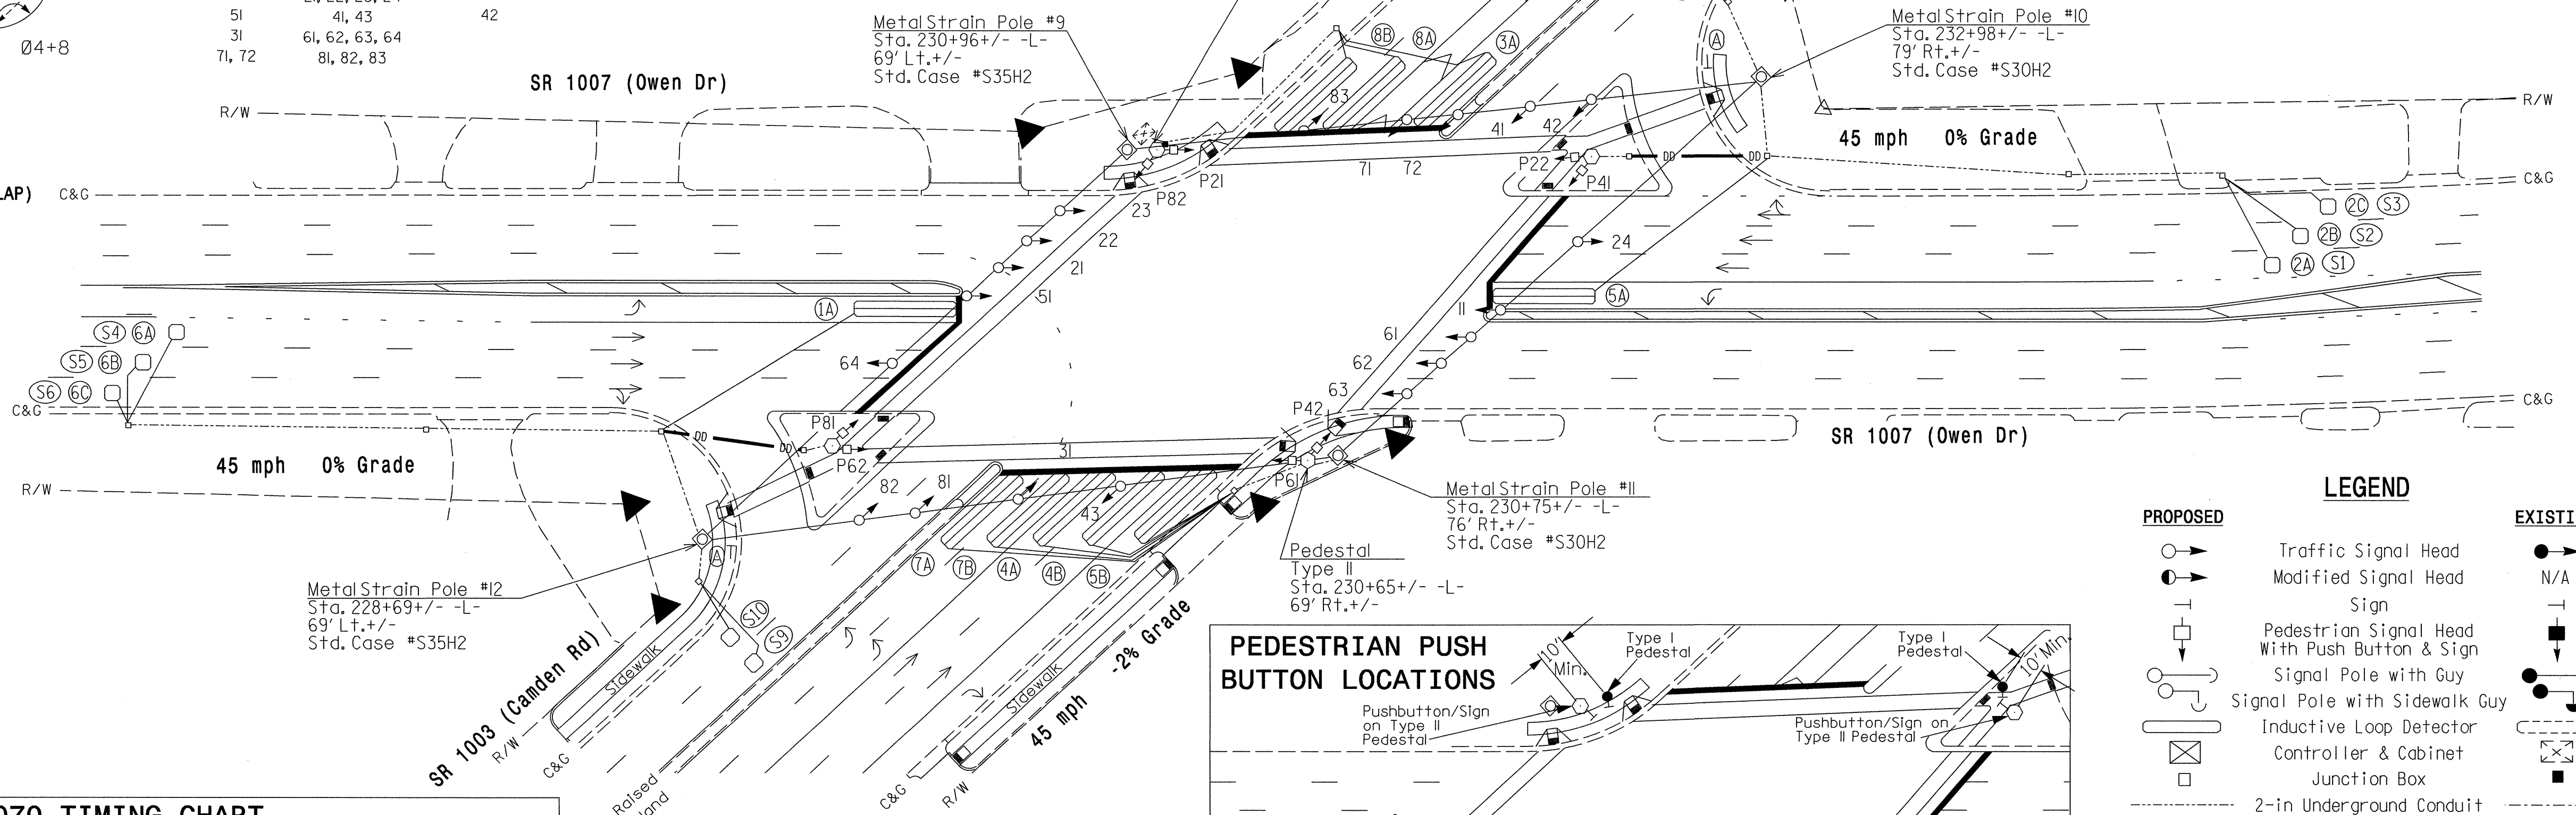 Ø4+8
51 41, 43 42
31 61, 62, 63, 64
71, 72 81, 82, 83
SR 1007 (Owen Dr)
R/W
Metal Strain Pole #9
Sta. 230+96+/- -L-
69' Lt.+/-
Std. Case #S35H2
8B
8A
3A
83
41
42
71
72
P22
P41
P21
P82
23
22
21
51
A
Metal Strain Pole #10
Sta. 232+98+/- -L-
79' Rt.+/-
Std. Case #S30H2
R/W
45 mph 0% Grade
DD
DD
C&G
LAP)
C&G
2C S3
2B S2
2A S1
24
1A
5A
11
61
62
63
64
S4 6A
S5 6B
S6 6C
C&G
C&G
P42
P81
P62
P61
DD
DD
31
45 mph 0% Grade
R/W
82
81
43
SR 1007 (Owen Dr)
Metal Strain Pole #11
Sta. 230+75+/- -L-
76' Rt.+/-
Std. Case #S30H2
Pedestal
Type II
Sta. 230+65+/- -L-
69' Rt.+/-
7A
7B
4A
4B
5B
A
Metal Strain Pole #12
Sta. 228+69+/- -L-
69' Lt.+/-
Std. Case #S35H2
S10
S9
Sidewalk
SR 1003 (Camden Rd)
R/W
C&G
Raised
C&G
R/W
Sidewalk
45 mph -2% Grade
PEDESTRIAN PUSH
BUTTON LOCATIONS
10'
Min.
Type I
Pedestal
Type I
Pedestal
10' Min.
Pushbutton/Sign
on Type II
Pedestal
Pushbutton/Sign on
Type II Pedestal
LEGEND
PROPOSED EXISTI
Traffic Signal Head
Modified Signal Head N/A
Sign
Pedestrian Signal Head
With Push Button & Sign
Signal Pole with Guy
Signal Pole with Sidewalk Guy
Inductive Loop Detector
Controller & Cabinet
Junction Box
2-in Underground Conduit
TIMING CHART